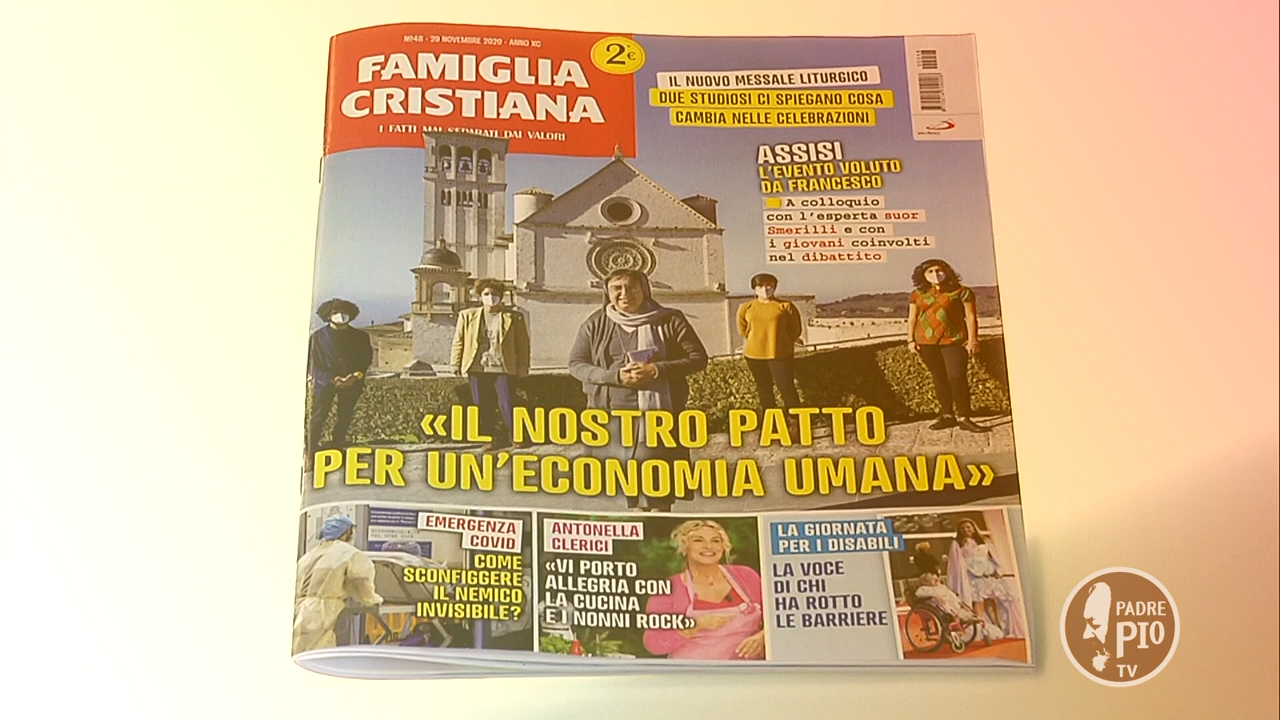 Nº48 - 29 NOVEMBRE 2020 - ANNO XC
2€
FAMIGLIA
CRISTIANA
I FATTI MAI SEPARATI DAI VALORI
IL NUOVO MESSALE LITURGICO
DUE STUDIOSI CI SPIEGANO COSA
CAMBIA NELLE CELEBRAZIONI
ASSISI
L'EVENTO VOLUTO
DA FRANCESCO
A colloquio
con l'esperta suor
Smerilli e con
i giovani coinvolti
nel dibattito
«IL NOSTRO PATTO
PER UN'ECONOMIA UMANA»
EMERGENZA
COVID
COME
SCONFIGGERE
IL NEMICO
INVISIBILE?
ANTONELLA
CLERICI
«VI PORTO
ALLEGRIA CON
LA CUCINA
E I NONNI ROCK»
LA GIORNATA
PER I DISABILI
LA VOCE
DI CHI
HA ROTTO
LE BARRIERE
PADRE
PIO
TV